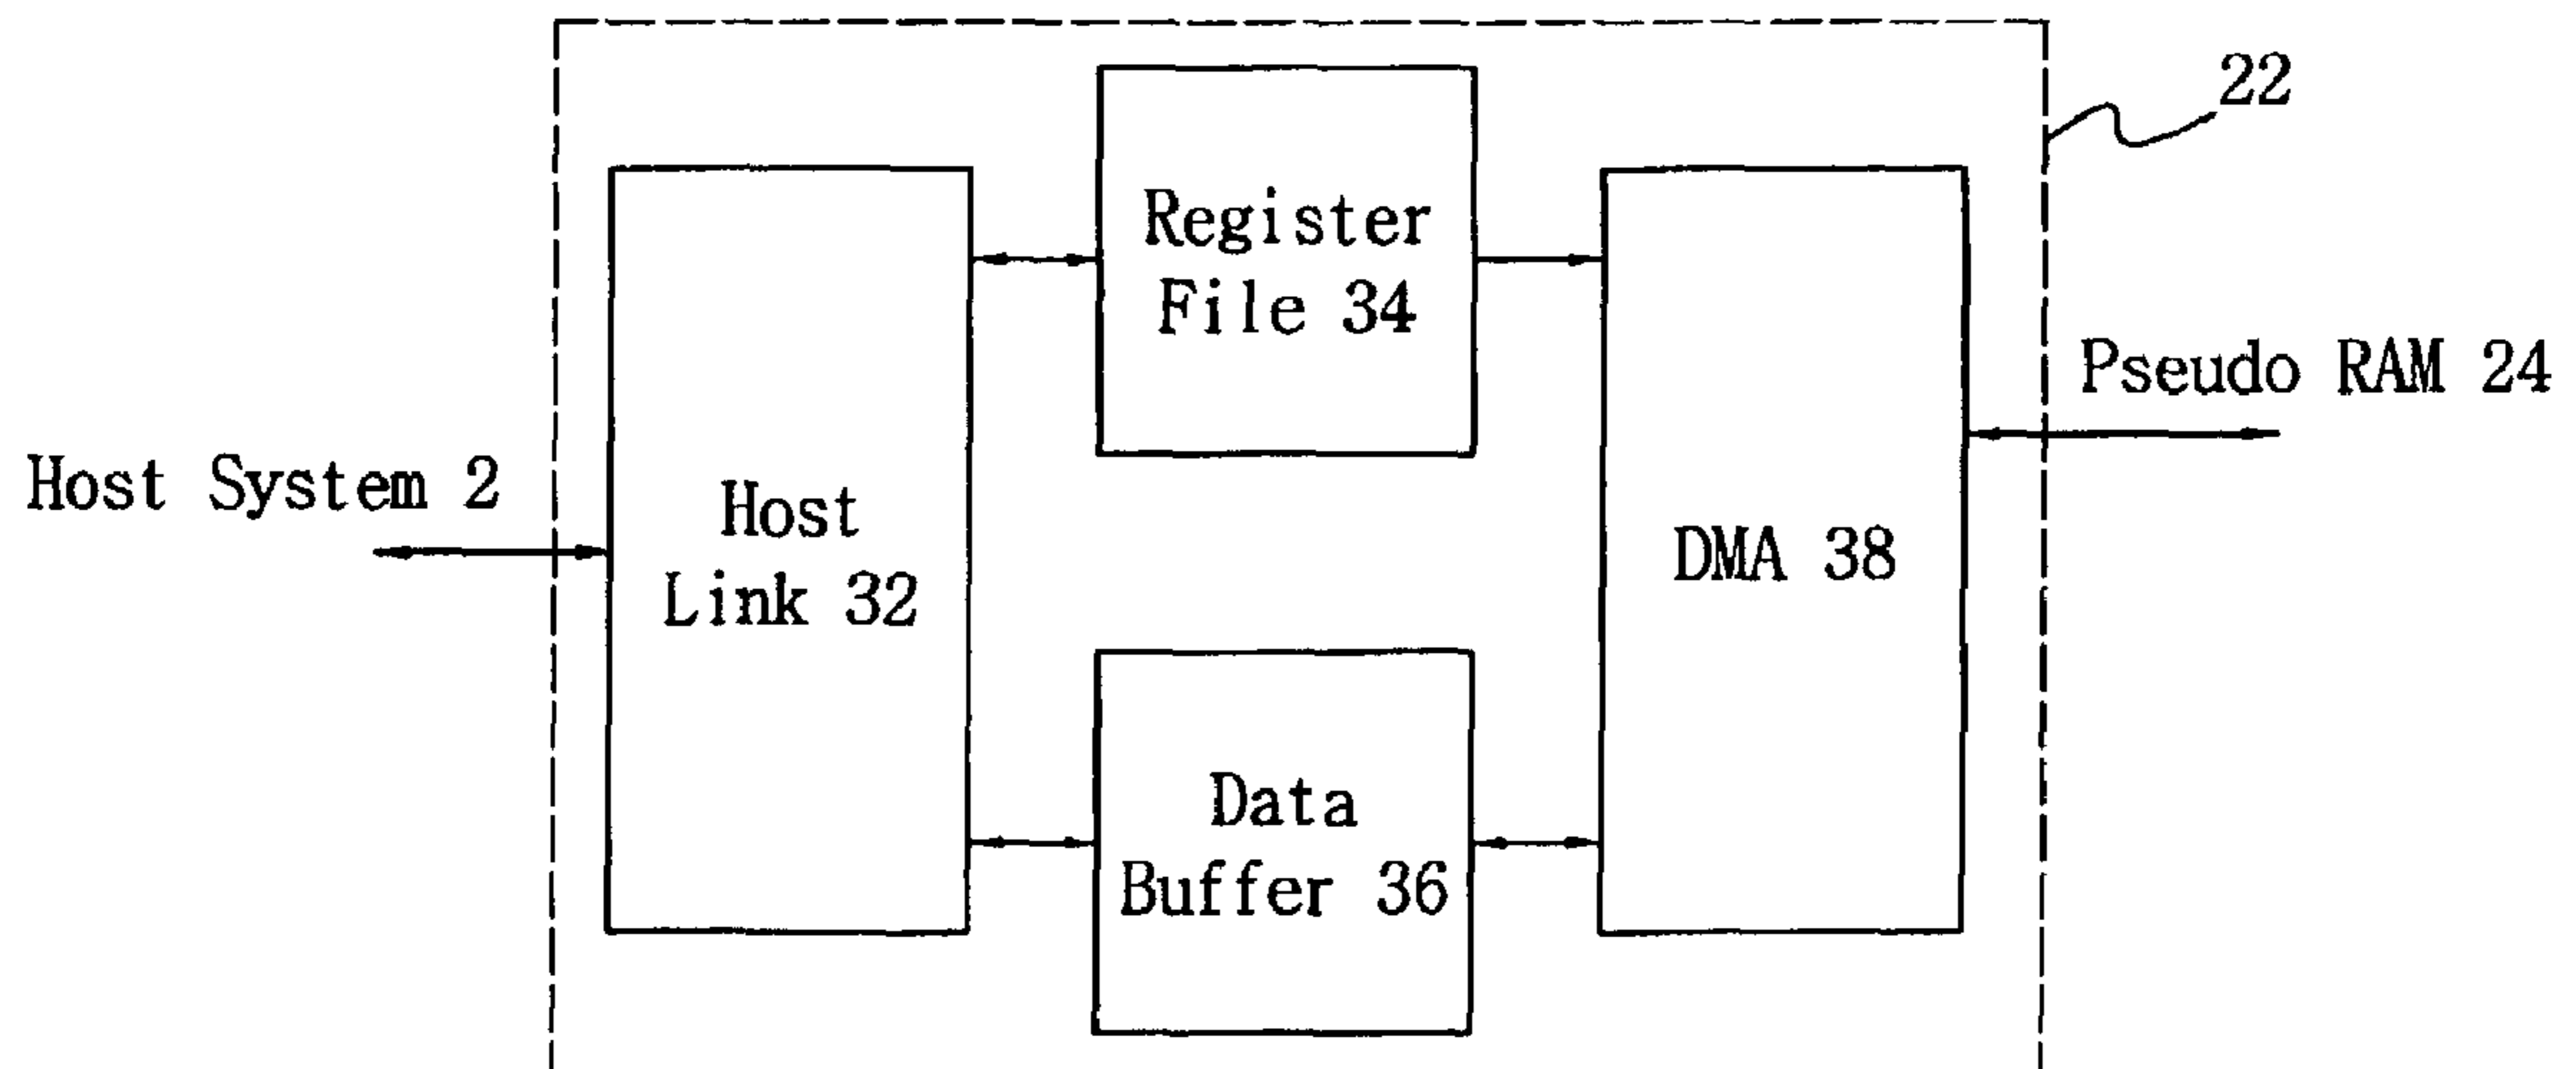 22
Register
File 34
Pseudo RAM 24
Host System 2
Host
Link 32
DMA 38
Data
Buffer 36